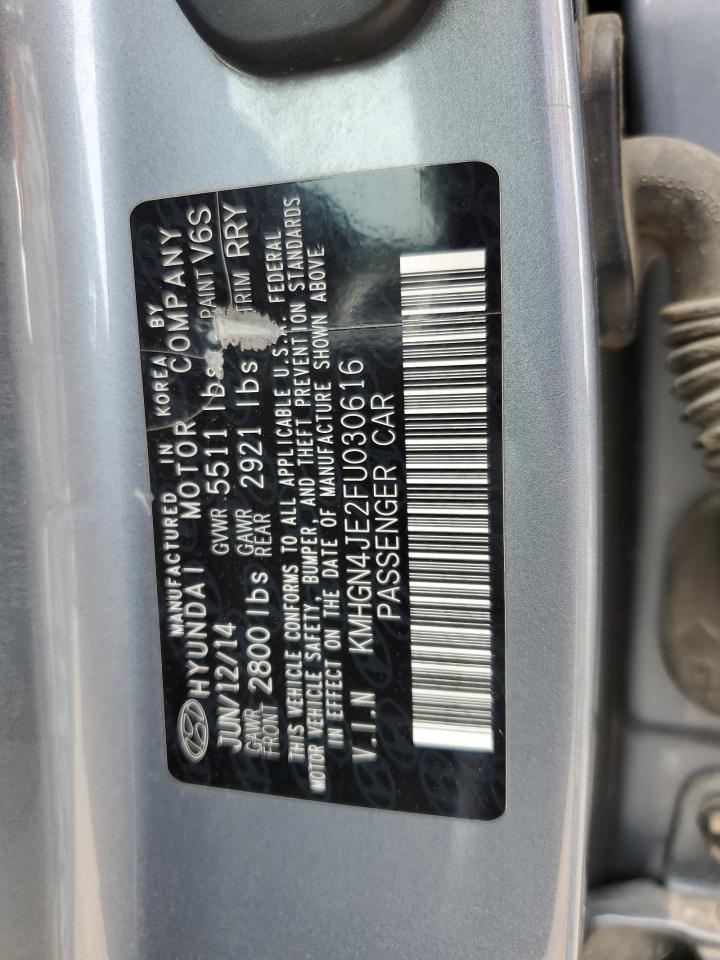 MANUFACTURED IN KOREA BY
HYUNDAI MOTOR COMPANY
JUN/12/14 GVWR 5511 lbs PAINT V6S
GAWR FRONT 2800 lbs GAWR REAR 2921 lbs TRIM RRY
THIS VEHICLE CONFORMS TO ALL APPLICABLE U.S.A. FEDERAL
MOTOR VEHICLE SAFETY, BUMPER, AND THEFT PREVENTION STANDARDS
IN EFFECT ON THE DATE OF MANUFACTURE SHOWN ABOVE.
V.I.N KMHGN4JE2FU030616
PASSENGER CAR